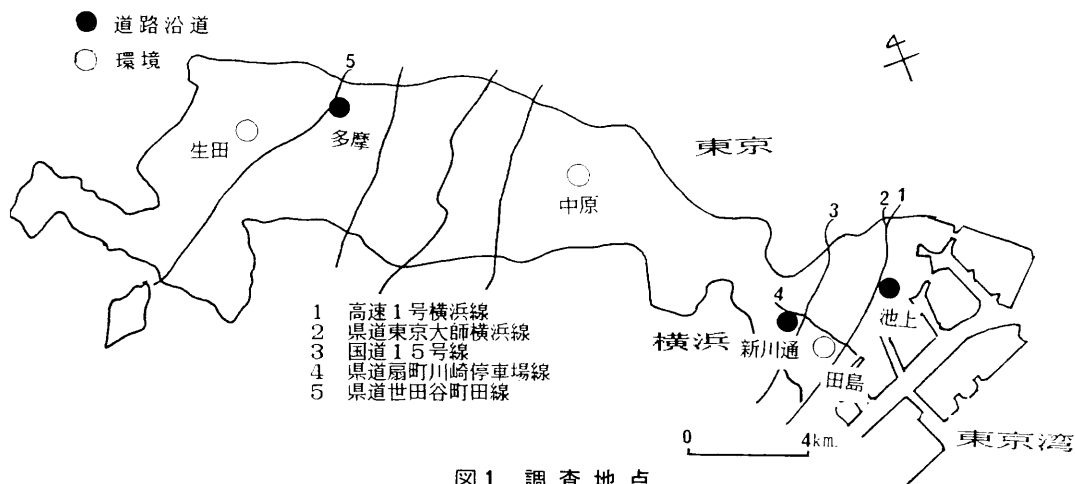 道路沿道
環境
5
生田
多摩
東京
中原
1
2
3
4
池上
横浜
新川通
田島
1 高速1号横浜線
2 県道東京大師横浜線
3 国道15号線
4 県道扇町川崎停車場線
5 県道世田谷町田線
0 4km.
東京湾
図1 調査地点